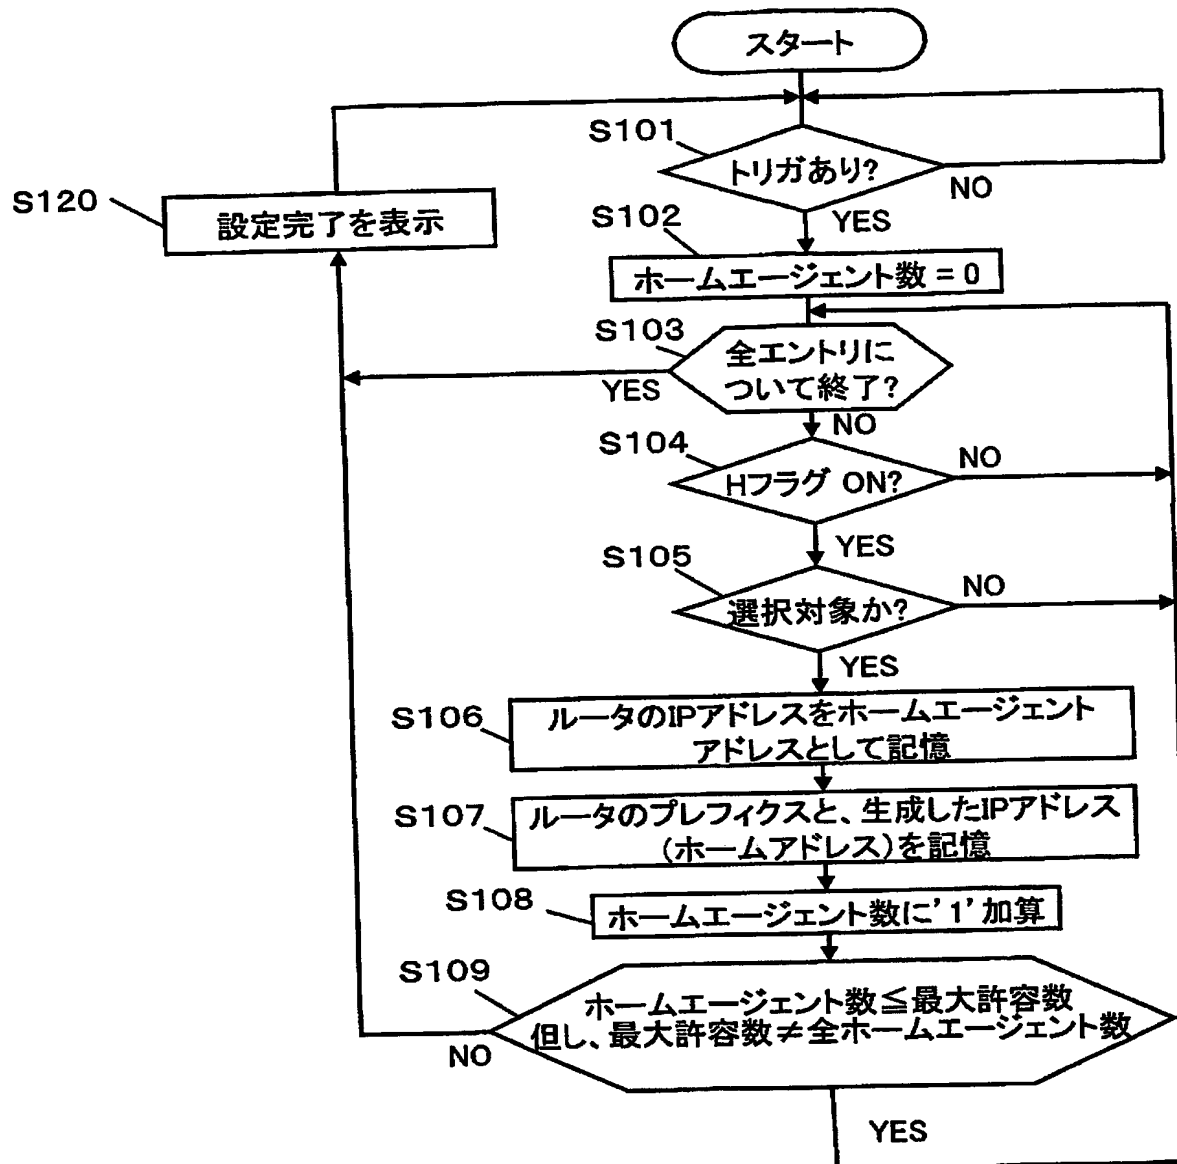 スタート
S101
トリガあり?
NO
YES
S120
設定完了を表示
S102
ホームエージェント数 = 0
S103
全エントリに
ついて終了?
YES
NO
S104
Hフラグ ON?
NO
YES
S105
選択対象か?
NO
YES
S106
ルータのIPアドレスをホームエージェント
アドレスとして記憶
S107
ルータのプレフィクスと、生成したIPアドレス
(ホームアドレス)を記憶
S108
ホームエージェント数に'1'加算
S109
ホームエージェント数≦最大許容数
但し、最大許容数≠全ホームエージェント数
NO
YES